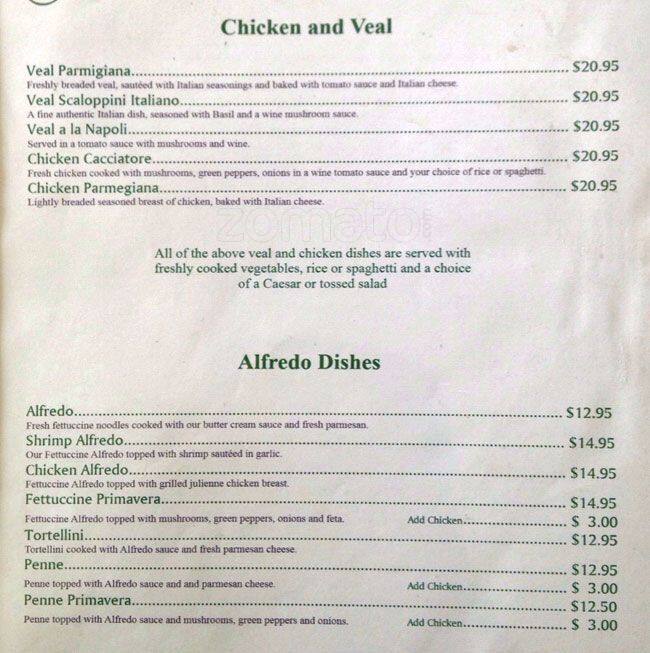 Chicken and Veal
Veal Parmigiana.................... $20.95
Freshly breaded veal, sautéed with Italian seasonings and baked with tomato sauce and Italian cheese.
Veal Scaloppini Italiano.................... $20.95
A fine authentic Italian dish, seasoned with Basil and a wine mushroom sauce.
Veal a la Napoli.................... $20.95
Served in a tomato sauce with mushrooms and wine.
Chicken Cacciatore.................... $20.95
Fresh chicken cooked with mushrooms, green peppers, onions in a wine tomato sauce and your choice of rice or spaghetti.
Chicken Parmegiana.................... $20.95
Lightly breaded seasoned breast of chicken, baked with Italian cheese.
zomato
All of the above veal and chicken dishes are served with
freshly cooked vegetables, rice or spaghetti and a choice
of a Caesar or tossed salad
Alfredo Dishes
Alfredo.................... $12.95
Fresh fettuccine noodles cooked with our butter cream sauce and fresh parmesan.
Shrimp Alfredo.................... $14.95
Our Fettuccine Alfredo topped with shrimp sautéed in garlic.
Chicken Alfredo.................... $14.95
Fettuccine Alfredo topped with grilled julienne chicken breast.
Fettuccine Primavera.................... $14.95
Fettuccine Alfredo topped with mushrooms, green peppers, onions and feta. Add Chicken.................... $ 3.00
Tortellini.................... $12.95
Tortellini cooked with Alfredo sauce and fresh parmesan cheese.
Penne.................... $12.95
Penne topped with Alfredo sauce and and parmesan cheese. Add Chicken.................... $ 3.00
Penne Primavera.................... $12.50
Penne topped with Alfredo sauce and mushrooms, green peppers and onions. Add Chicken.................... $ 3.00